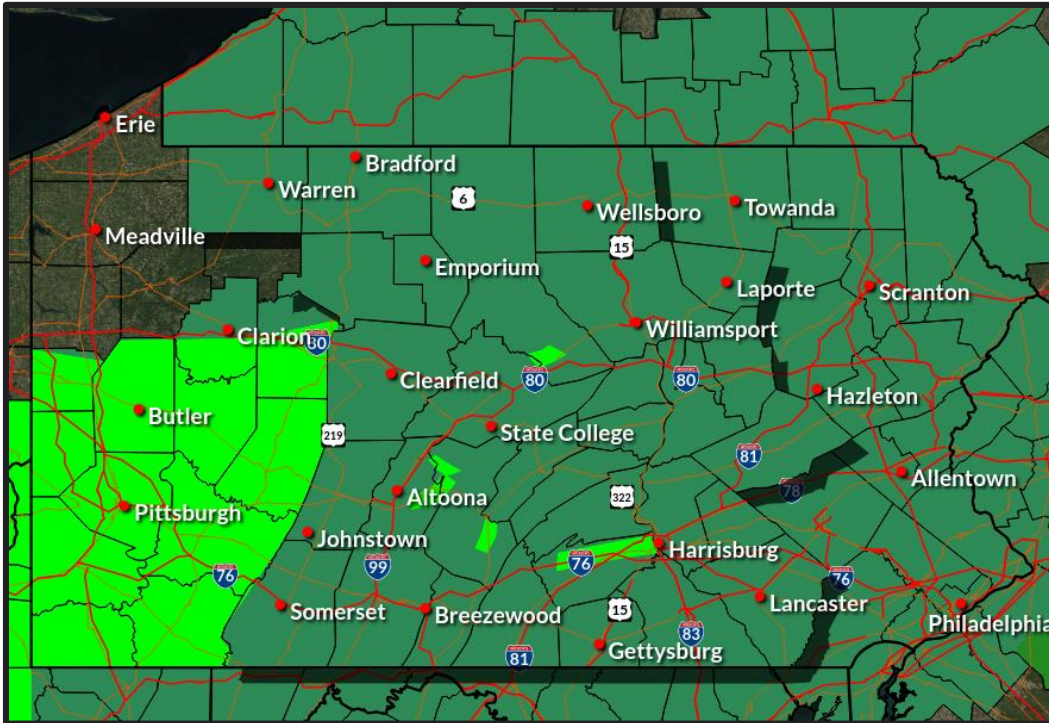 Erie
Bradford
Warren
6
Wellsboro
Towanda
Meadville
15
Emporium
Laporte
Scranton
Clarion
80
Williamsport
Clearfield
80
80
Hazleton
Butler
219
State College
81
Altoona
322
78
Allentown
Pittsburgh
Johnstown
Harrisburg
99
76
76
76
Somerset
Breezewood
15
Lancaster
Philadelphia
83
Gettysburg
81